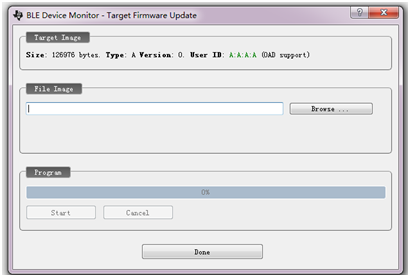 BLE Device Monitor - Target Firmware Update
Target Image
Size: 126976 bytes. Type: A Version: 0. User ID: A:A:A:A (OAD support)
File Image
Browse ...
Program
0%
Start Cancel
Done